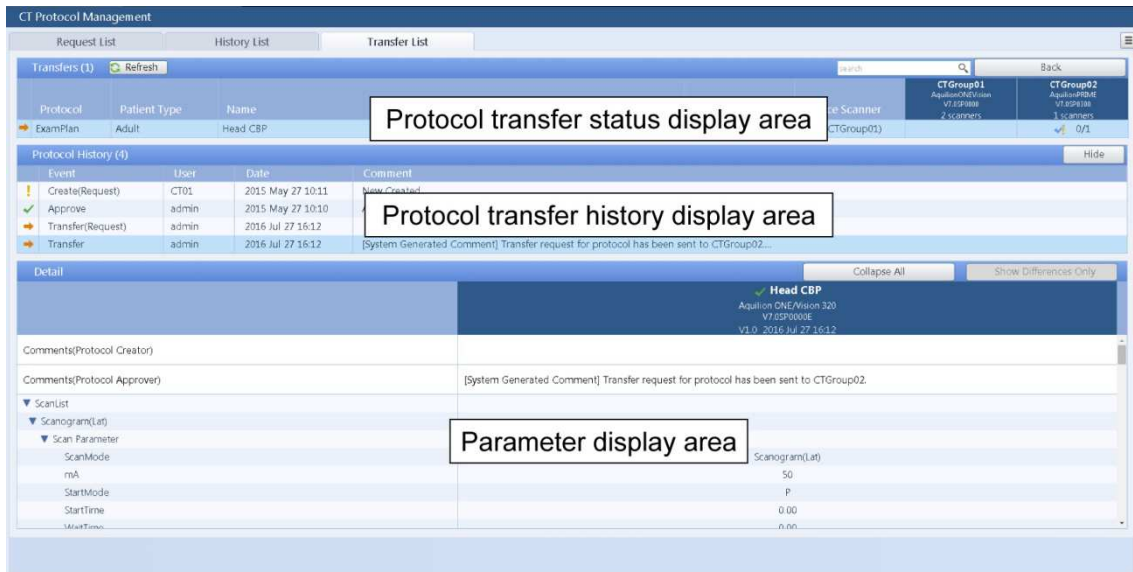 CT Protocol Management
Request List History List Transfer List
Transfers (1) Refresh search Back
CTGroup01 CTGroup02
AquilionONE/Vision AquilionPRIME
Protocol Patient Type Name Scanner
2 scanners 1 scanners
Protocol transfer status display area
ExamPlan Adult Head CBP CTGroup01) 0/1
Protocol History (4) Hide
Event User Date Comment
Create(Request) CT01 2015 May 27 10:11 New Created
Approve admin 2015 May 27 10:10
Protocol transfer history display area
Transfer(Request) admin 2016 Jul 27 16:12
Transfer admin 2016 Jul 27 16:12 [System Generated Comment] Transfer request for protocol has been sent to CTGroup02...
Detail Collapse All Show Differences Only
Head CBP
Aquilion ONE/Vision 320
V7.0SP0000E
V1.0 2016 Jul 27 16:12
Comments(Protocol Creator)
Comments(Protocol Approver) [System Generated Comment] Transfer request for protocol has been sent to CTGroup02.
ScanList
Scanogram(Lat)
Scan Parameter
Parameter display area
ScanMode Scanogram(Lat)
mA 50
StartMode P
StartTime 0.00
WaitTime 0.00